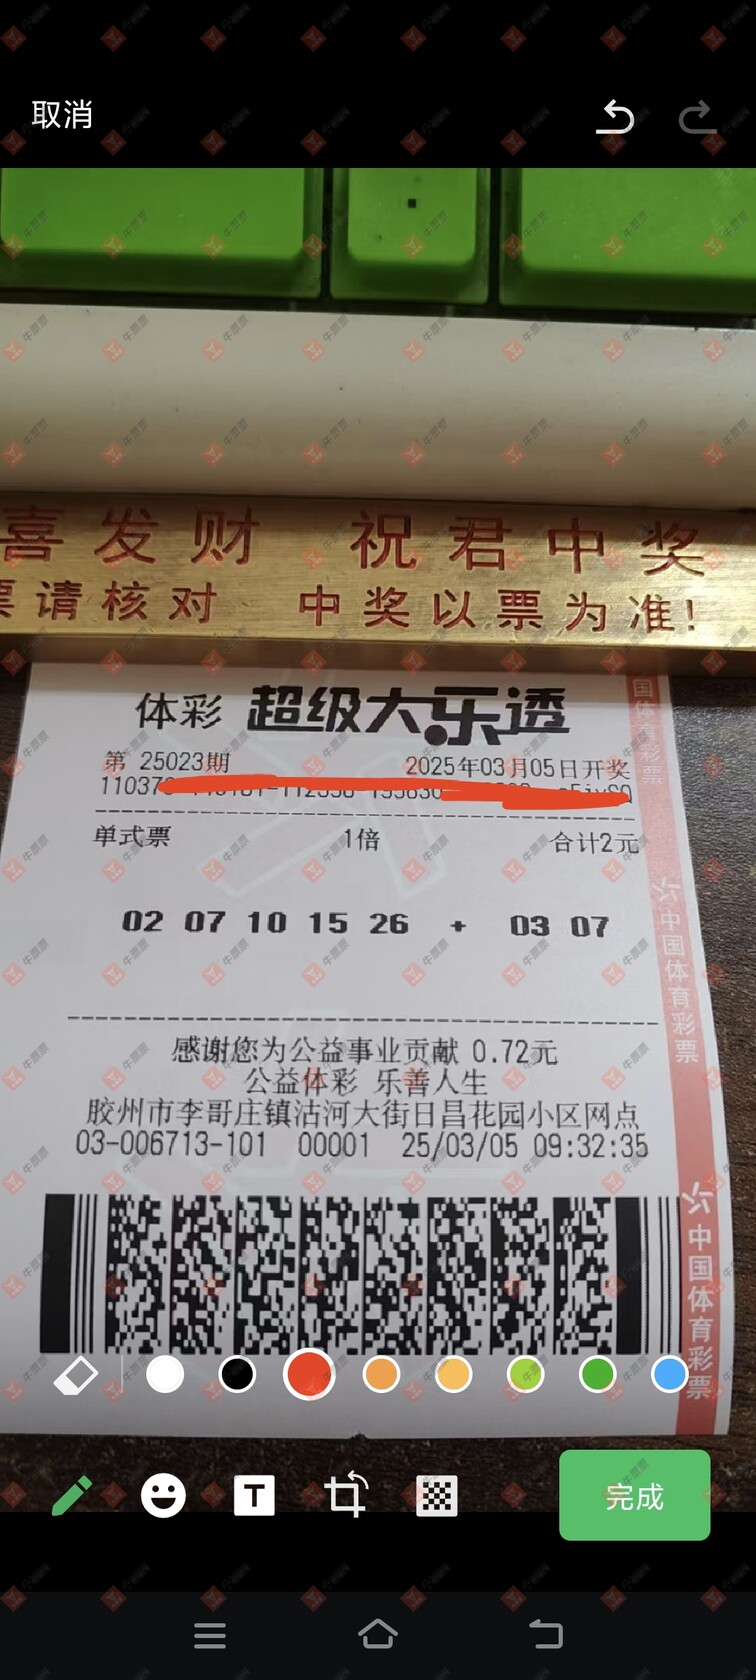 取消
喜发财 祝君中奖
票请核对 中奖以票为准!
体彩 超级大乐透
第 25023期 2025年03月05日开奖
单式票 1倍 合计2元
02 07 10 15 26 + 03 07
感谢您为公益事业贡献 0.72元
公益体彩 乐善人生
胶州市李哥庄镇沽河大街日昌花园小区网点
03-006713-101 00001 25/03/05 09:32:35
中国体育彩票
中国体育彩票
国体育彩票
T
完成
牛票票